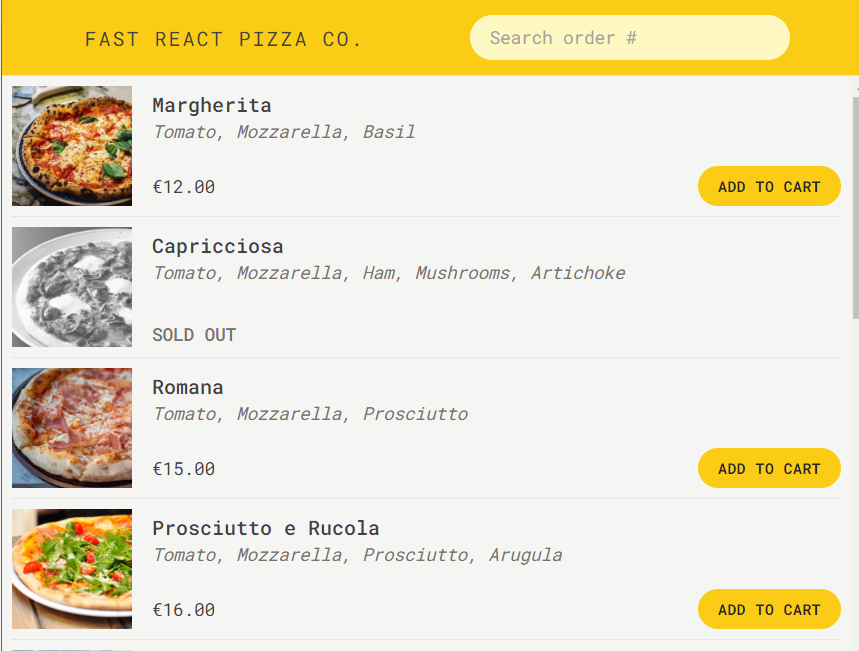 FAST REACT PIZZA CO.
Search order #
Margherita
Tomato, Mozzarella, Basil
€12.00
ADD TO CART
Capricciosa
Tomato, Mozzarella, Ham, Mushrooms, Artichoke
SOLD OUT
Romana
Tomato, Mozzarella, Prosciutto
€15.00
ADD TO CART
Prosciutto e Rucola
Tomato, Mozzarella, Prosciutto, Arugula
€16.00
ADD TO CART